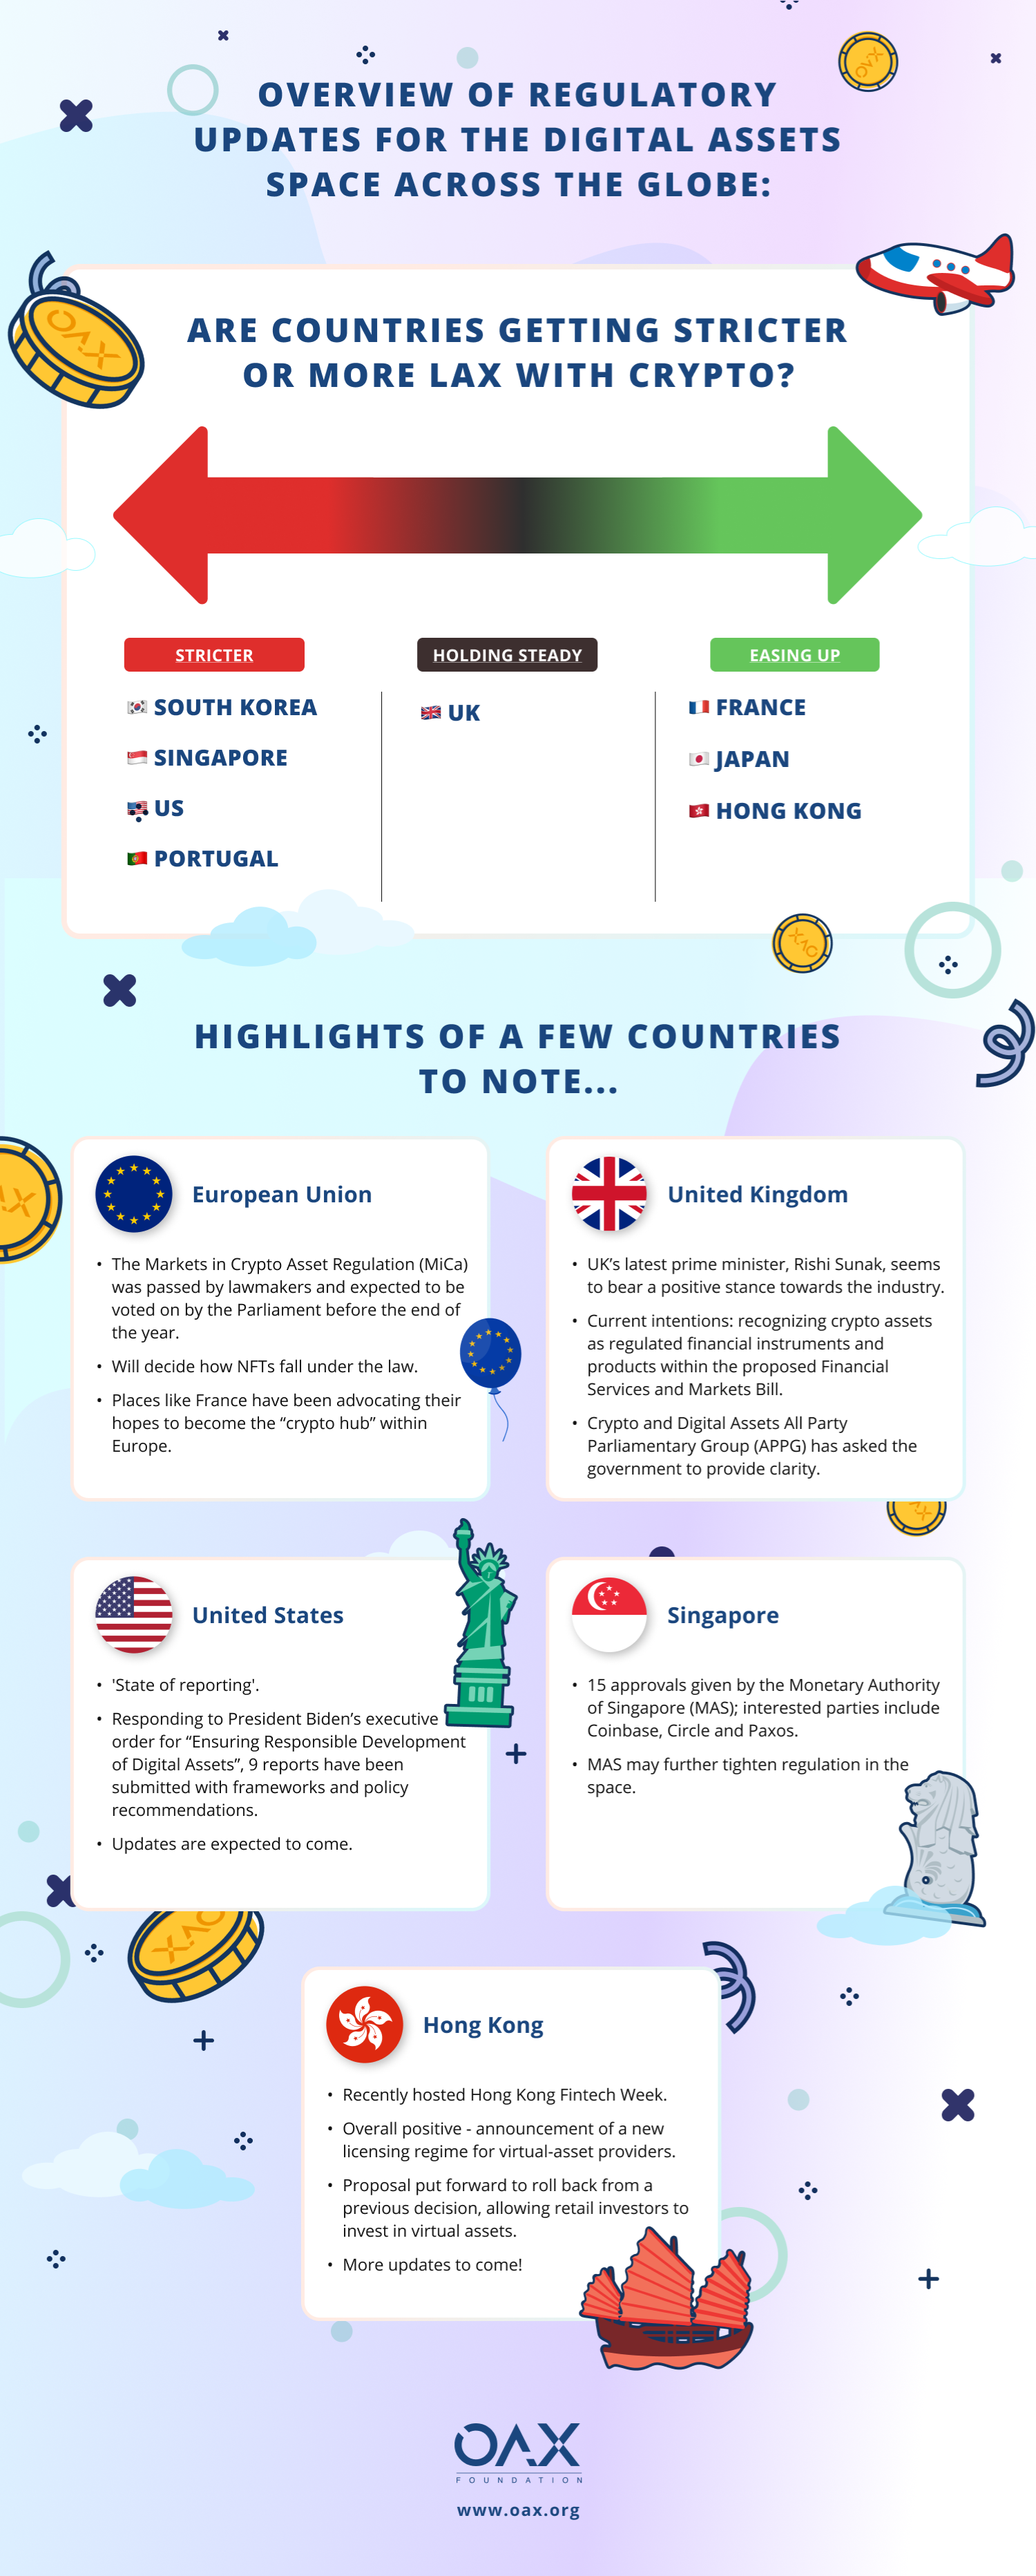 OVERVIEW OF REGULATORY
UPDATES FOR THE DIGITAL ASSETS
SPACE ACROSS THE GLOBE:
OAX
OAX
ARE COUNTRIES GETTING STRICTER
OR MORE LAX WITH CRYPTO?
STRICTER
SOUTH KOREA
SINGAPORE
US
PORTUGAL
HOLDING STEADY
UK
EASING UP
FRANCE
JAPAN
HONG KONG
OAX
HIGHLIGHTS OF A FEW COUNTRIES
TO NOTE...
AX
European Union
• The Markets in Crypto Asset Regulation (MiCa)
was passed by lawmakers and expected to be
voted on by the Parliament before the end of
the year.
• Will decide how NFTs fall under the law.
• Places like France have been advocating their
hopes to become the “crypto hub” within
Europe.
United Kingdom
• UK’s latest prime minister, Rishi Sunak, seems
to bear a positive stance towards the industry.
• Current intentions: recognizing crypto assets
as regulated financial instruments and
products within the proposed Financial
Services and Markets Bill.
• Crypto and Digital Assets All Party
Parliamentary Group (APPG) has asked the
government to provide clarity.
AX
United States
• 'State of reporting'.
• Responding to President Biden’s executive
order for “Ensuring Responsible Development
of Digital Assets”, 9 reports have been
submitted with frameworks and policy
recommendations.
• Updates are expected to come.
Singapore
• 15 approvals given by the Monetary Authority
of Singapore (MAS); interested parties include
Coinbase, Circle and Paxos.
• MAS may further tighten regulation in the
space.
OAX
Hong Kong
• Recently hosted Hong Kong Fintech Week.
• Overall positive - announcement of a new
licensing regime for virtual-asset providers.
• Proposal put forward to roll back from a
previous decision, allowing retail investors to
invest in virtual assets.
• More updates to come!
OAX
FOUNDATION
www.oax.org